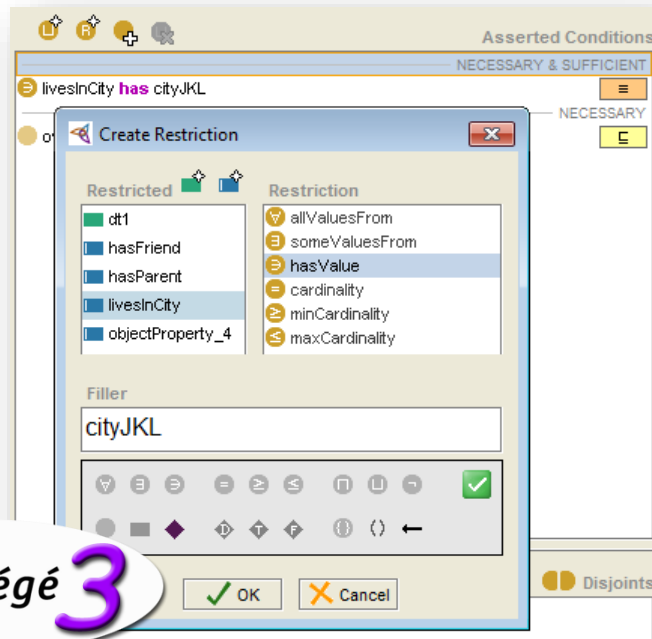 Asserted Conditions
NECESSARY & SUFFICIENT
livesInCity has cityJKL
NECESSARY
Create Restriction
Restricted
Restriction
dt1
hasFriend
hasParent
livesInCity
objectProperty_4
allValuesFrom
someValuesFrom
hasValue
cardinality
minCardinality
maxCardinality
Filler
cityJKL
OK
Cancel
égé 3
Disjoints